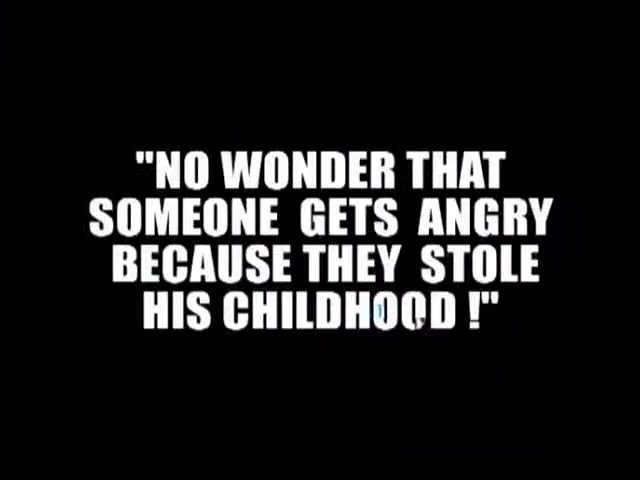 "NO WONDER THAT
SOMEONE GETS ANGRY
BECAUSE THEY STOLE
HIS CHILDHOOD !"